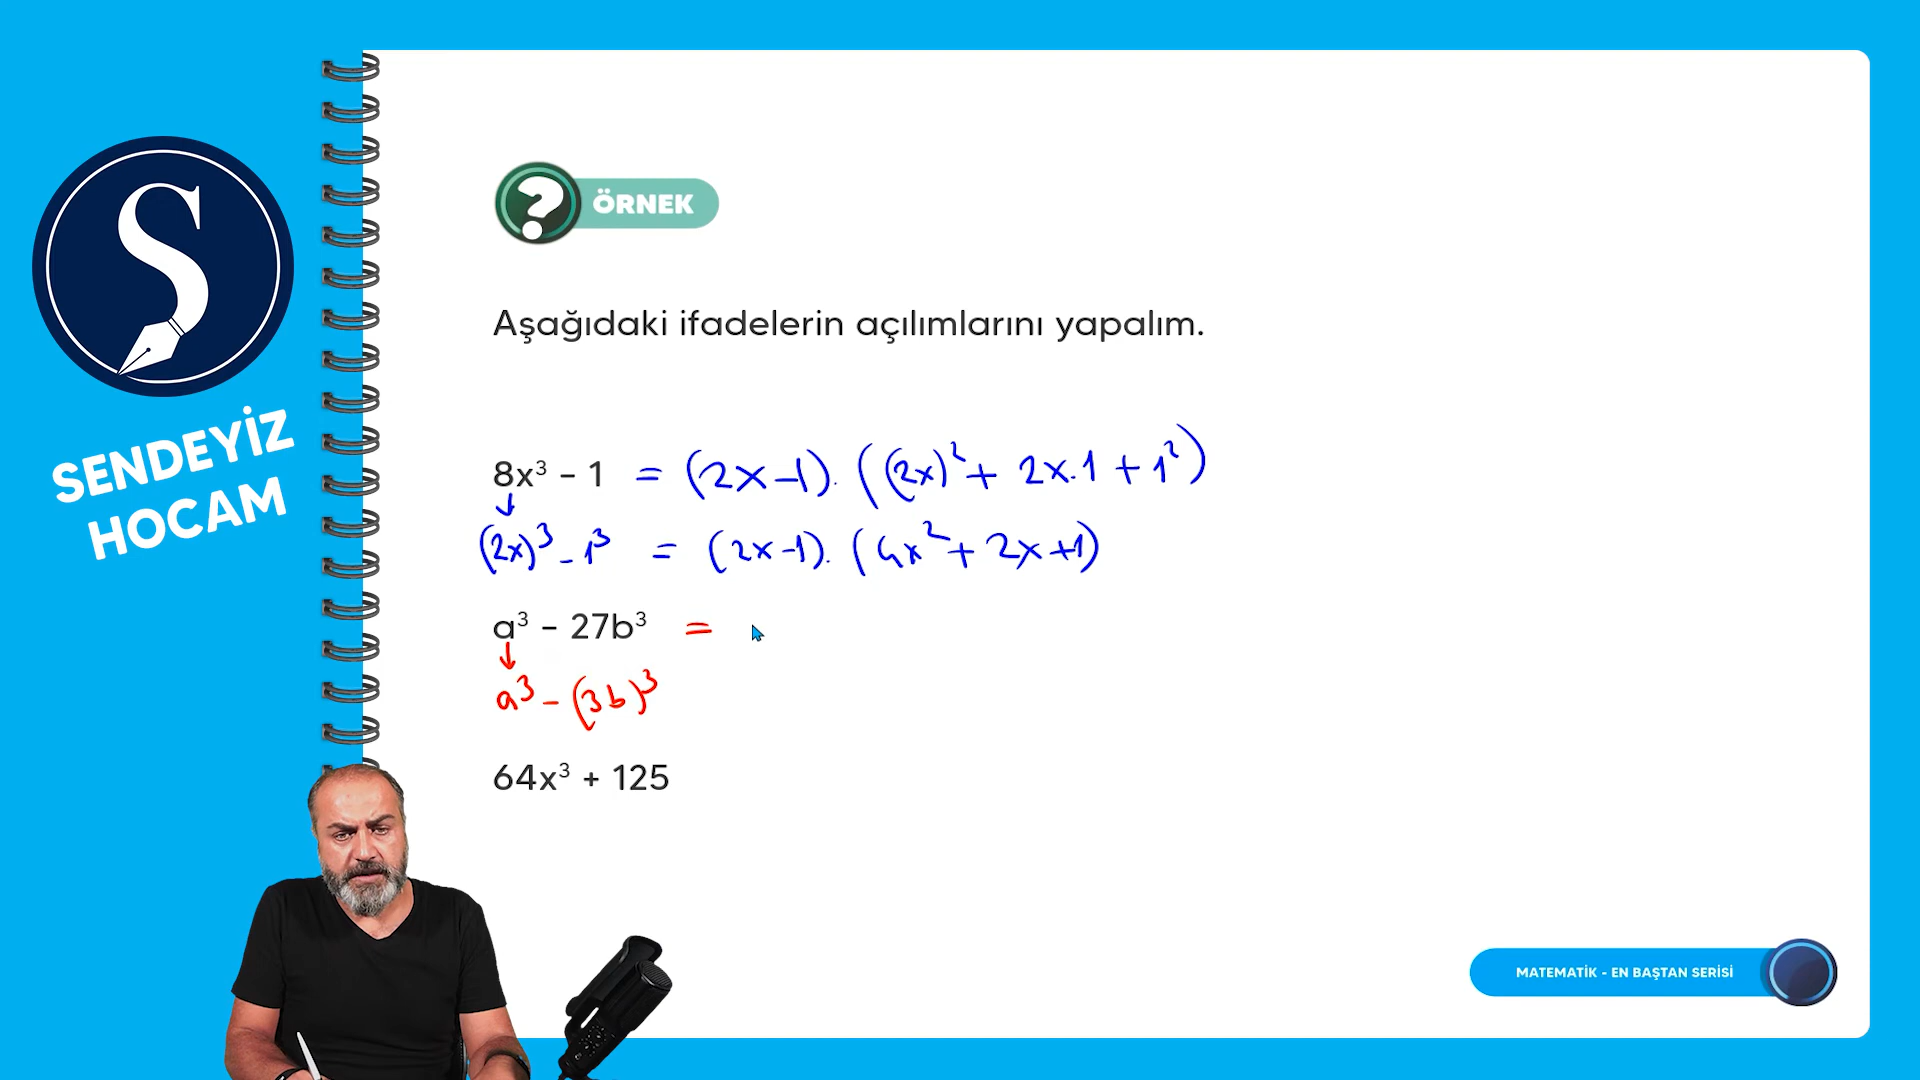 SENDEYİZ
HOCAM
ÖRNEK
Aşağıdaki ifadelerin açılımlarını yapalım.
8x³ - 1 = (2x-1).((2x)²+ 2x.1 + 1²)
(2x)³ - 1³ = (2x-1).(4x²+2x+1)
a³ - 27b³ =
a³ - (3b)³
64x³ + 125
MATEMATİK - EN BAŞTAN SERİSİ